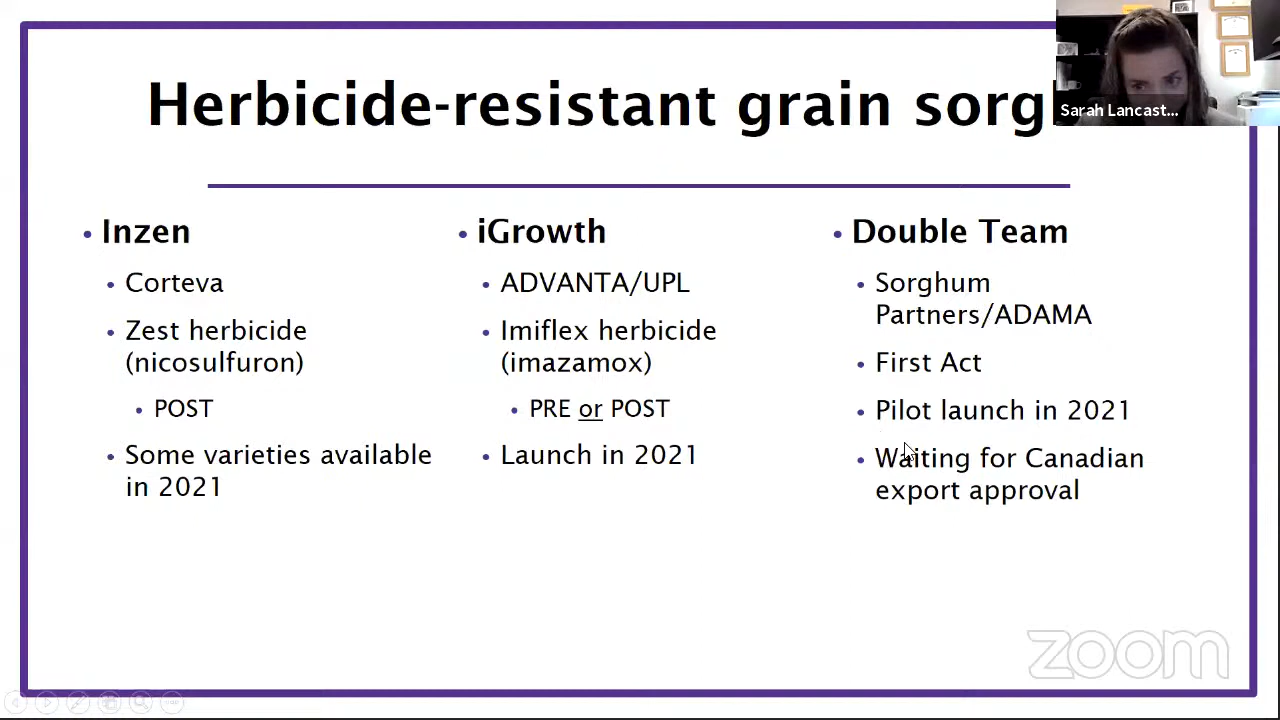 Herbicide-resistant grain sorg
Sarah Lancast...
• Inzen
• Corteva
• Zest herbicide
(nicosulfuron)
• POST
• Some varieties available
in 2021
• iGrowth
• ADVANTA/UPL
• Imiflex herbicide
(imazamox)
• PRE or POST
• Launch in 2021
• Double Team
• Sorghum
Partners/ADAMA
• First Act
• Pilot launch in 2021
• Waiting for Canadian
export approval
zoom